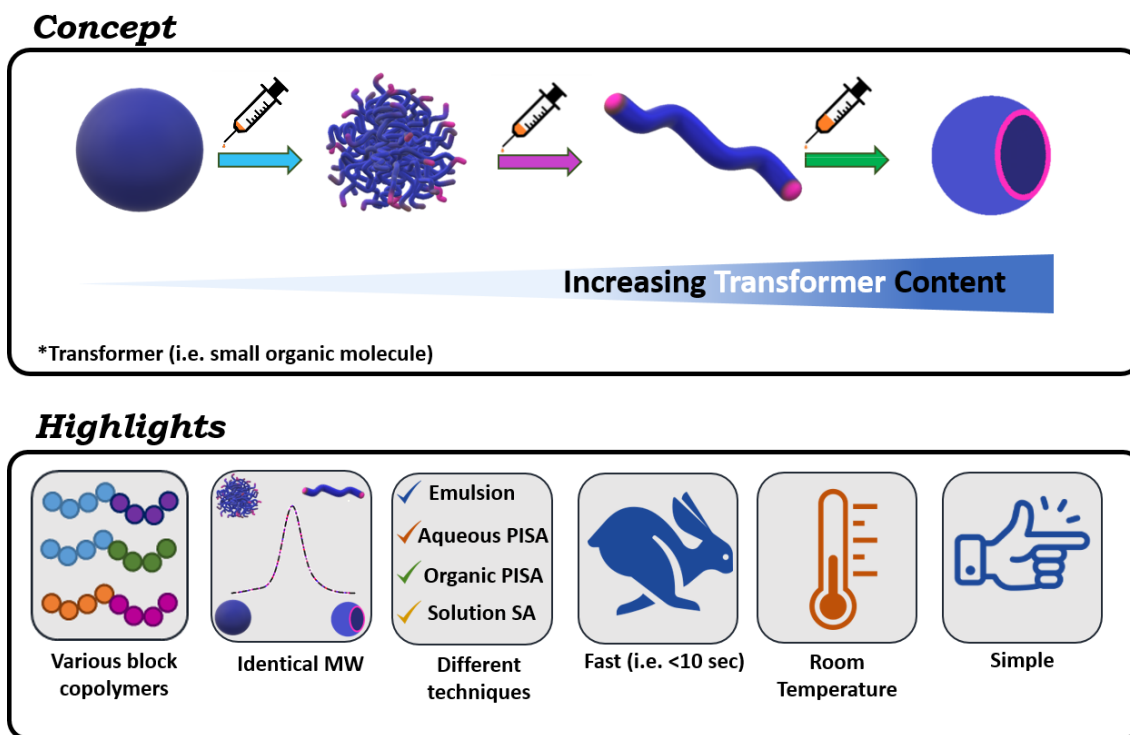 Concept
Increasing Transformer Content
*Transformer (i.e. small organic molecule)
Highlights
Emulsion
Aqueous PISA
Organic PISA
Solution SA
Various block
copolymers
Identical MW
Different
techniques
Fast (i.e. <10 sec)
Room
Temperature
Simple